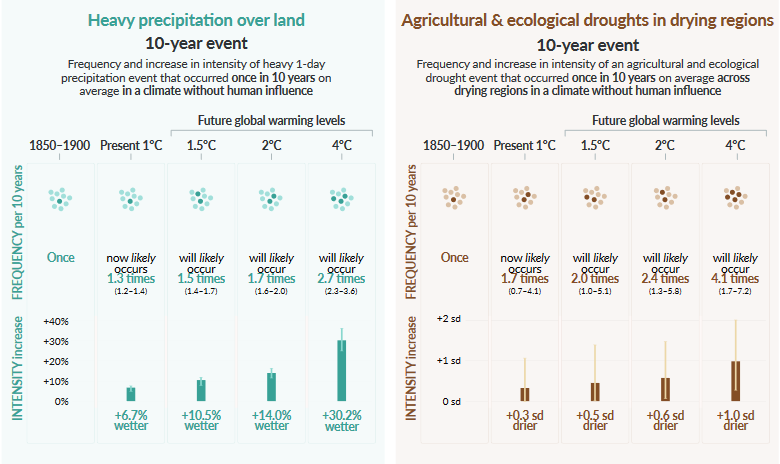 Heavy precipitation over land
10-year event
Frequency and increase in intensity of heavy 1-day
precipitation event that occurred once in 10 years on
average in a climate without human influence
Future global warming levels
1850–1900 Present 1°C 1.5°C 2°C 4°C
FREQUENCY per 10 years
Once
now likely occurs 1.3 times (1.2–1.4)
will likely occur 1.5 times (1.4–1.7)
will likely occur 1.7 times (1.6–2.0)
will likely occur 2.7 times (2.3–3.6)
INTENSITY increase
+40%
+30%
+20%
+10%
0%
+6.7% wetter
+10.5% wetter
+14.0% wetter
+30.2% wetter
Agricultural & ecological droughts in drying regions
10-year event
Frequency and increase in intensity of an agricultural and ecological
drought event that occurred once in 10 years on average across
drying regions in a climate without human influence
Future global warming levels
1850–1900 Present 1°C 1.5°C 2°C 4°C
FREQUENCY per 10 years
Once
now likely occurs 1.7 times (0.7–4.1)
will likely occur 2.0 times (1.0–5.1)
will likely occur 2.4 times (1.3–5.8)
will likely occur 4.1 times (1.7–7.2)
INTENSITY increase
+2 sd
+1 sd
0 sd
+0.3 sd drier
+0.5 sd drier
+0.6 sd drier
+1.0 sd drier